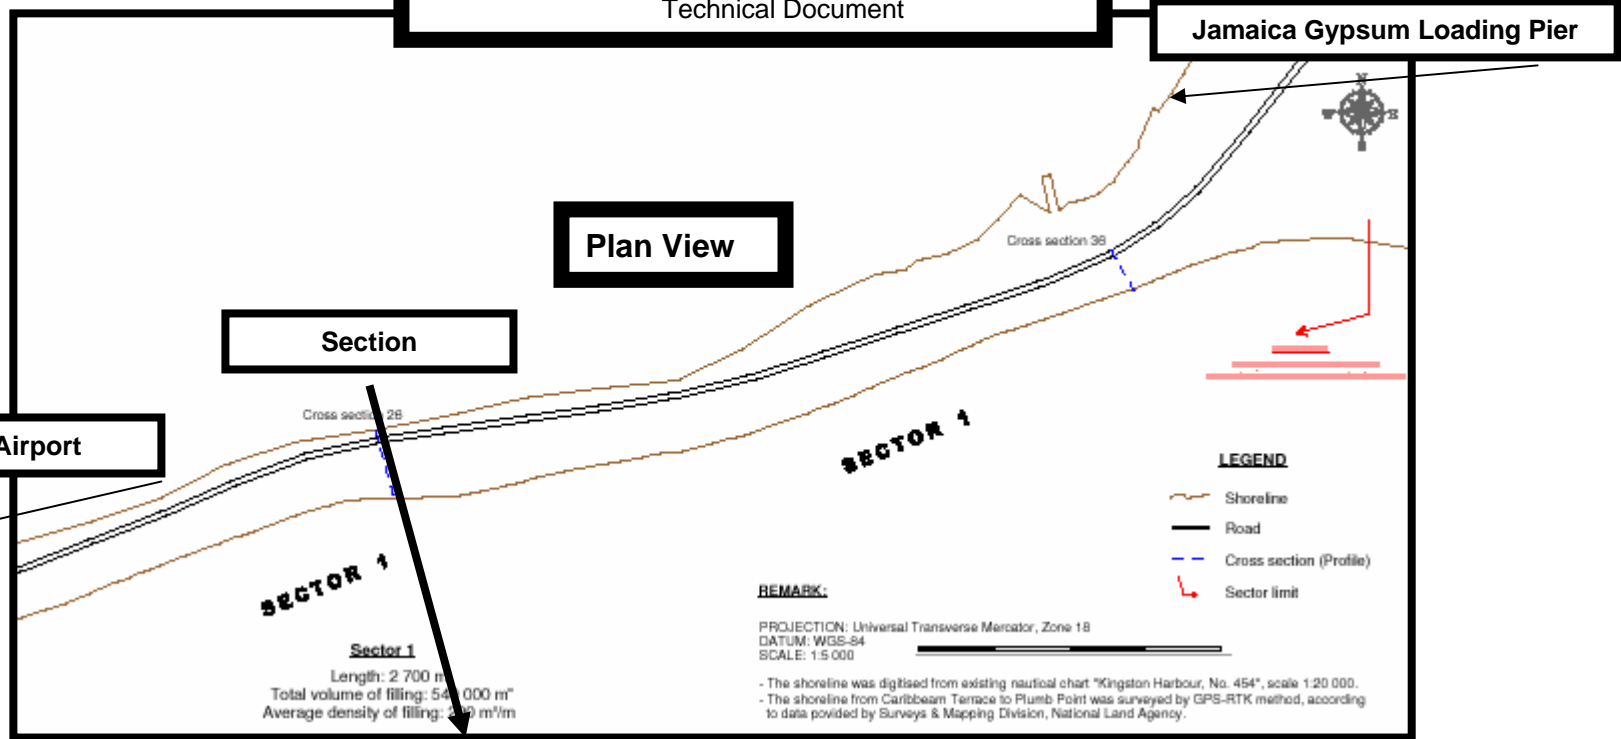 Technical Document
Jamaica Gypsum Loading Pier
N
W E
Plan View
Cross section 36
Section
Cross section 26
Airport
SECTOR 1
SECTOR 1
LEGEND
Shoreline
Road
Cross section (Profile)
Sector limit
REMARK:
PROJECTION: Universal Transverse Mercator, Zone 18
DATUM: WGS-84
SCALE: 1:5 000
- The shoreline was digitised from existing nautical chart "Kingston Harbour, No. 454", scale 1:20 000.
- The shoreline from Caribbean Terrace to Plumb Point was surveyed by GPS-RTK method, according
to data povided by Surveys & Mapping Division, National Land Agency.
Sector 1
Length: 2 700 m
Total volume of filling: 000 m³
Average density of filling: m³/m